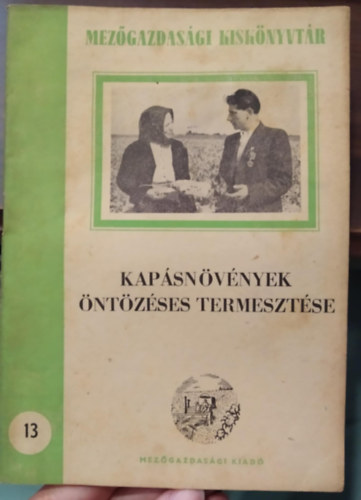 MEZŐGAZDASÁGI KISKÖNYVTÁR
KAPÁSNÖVÉNYEK
ÖNTÖZÉSES TERMESZTÉSE
13
MEZŐGAZDASÁGI KIADÓ